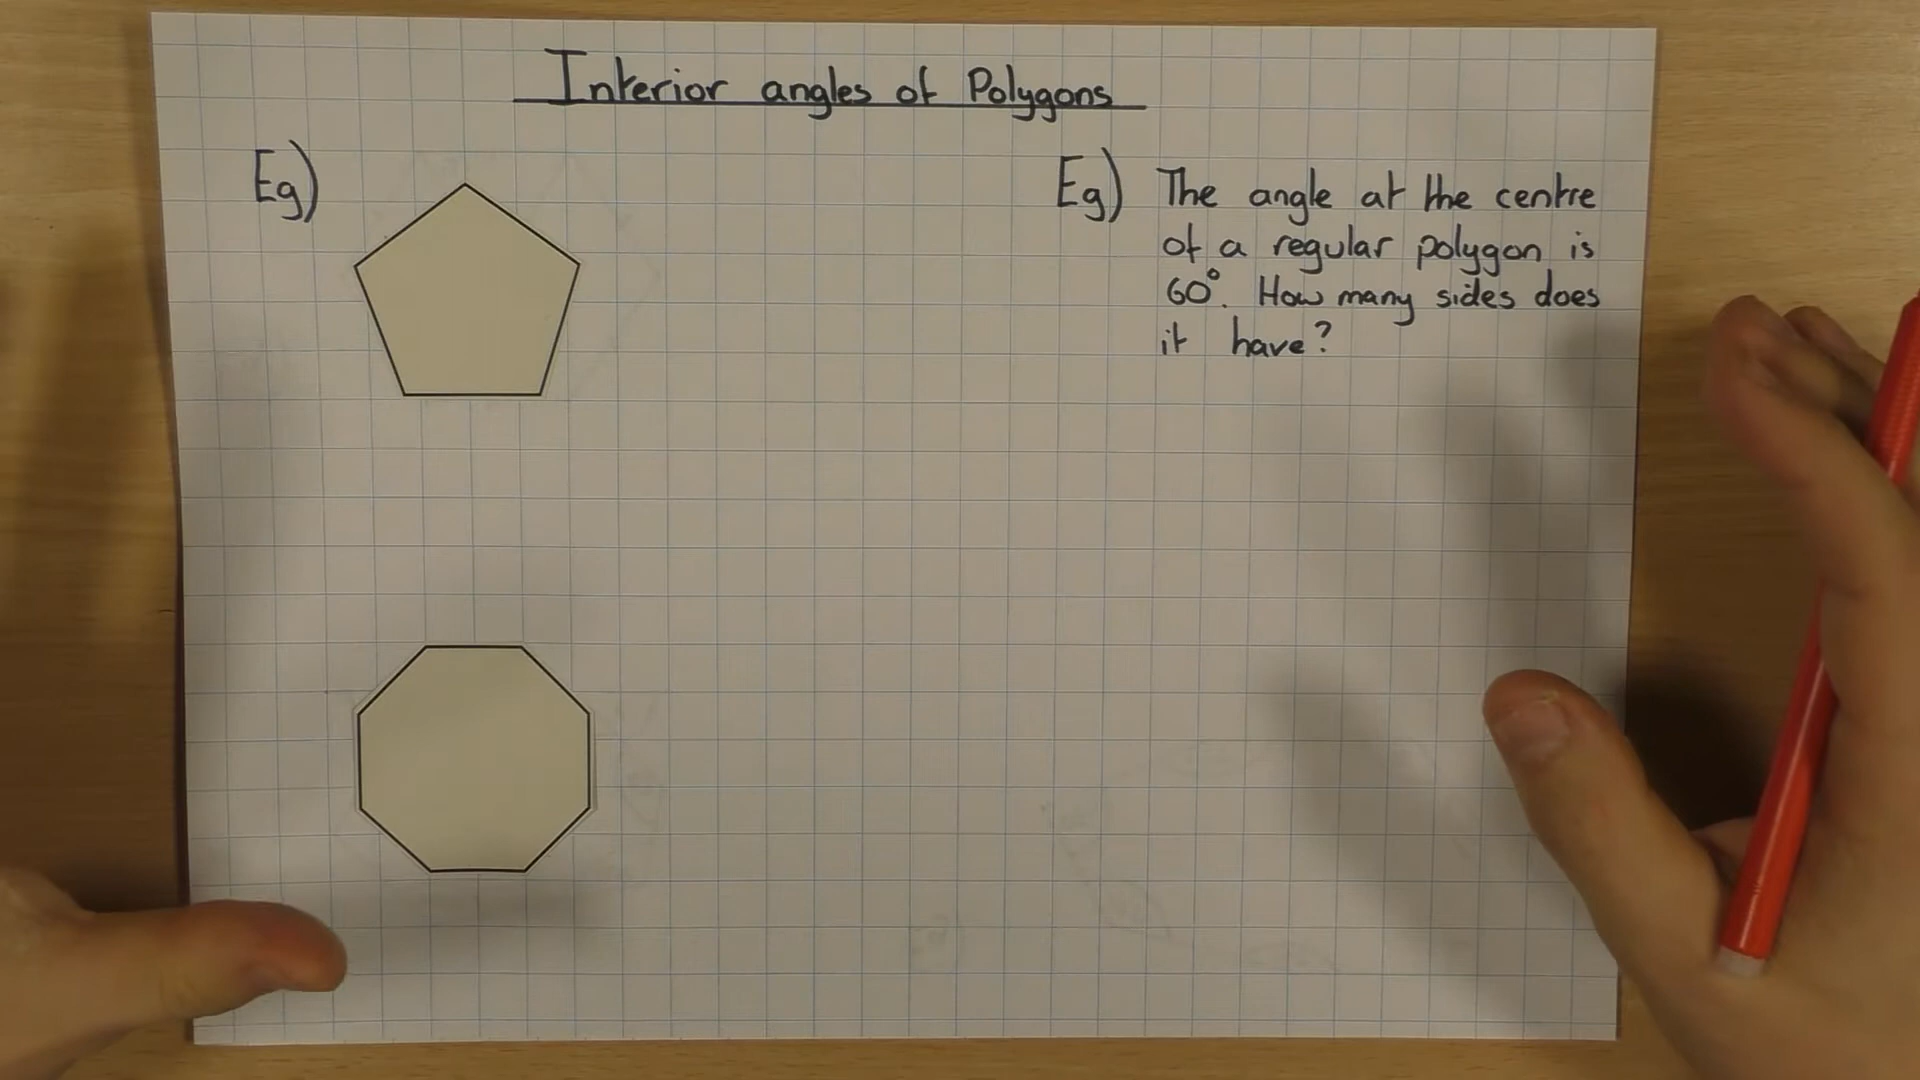 Interior angles of Polygons
Eg)
Eg) The angle at the centre
of a regular polygon is
60°. How many sides does
it have?